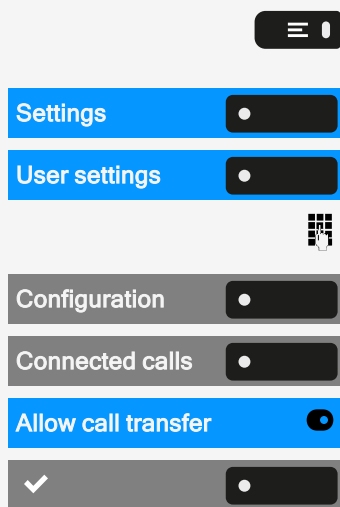 Settings
User settings
Configuration
Connected calls
Allow call transfer